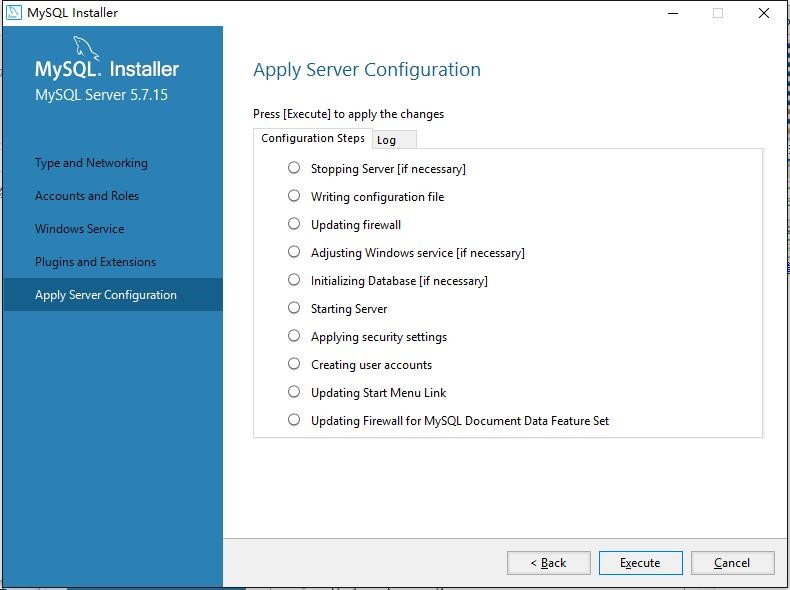 MySQL Installer
MySQL. Installer
MySQL Server 5.7.15
Type and Networking
Accounts and Roles
Windows Service
Plugins and Extensions
Apply Server Configuration
Apply Server Configuration
Press [Execute] to apply the changes
Configuration Steps
Log
Stopping Server [if necessary]
Writing configuration file
Updating firewall
Adjusting Windows service [if necessary]
Initializing Database [if necessary]
Starting Server
Applying security settings
Creating user accounts
Updating Start Menu Link
Updating Firewall for MySQL Document Data Feature Set
< Back
Execute
Cancel